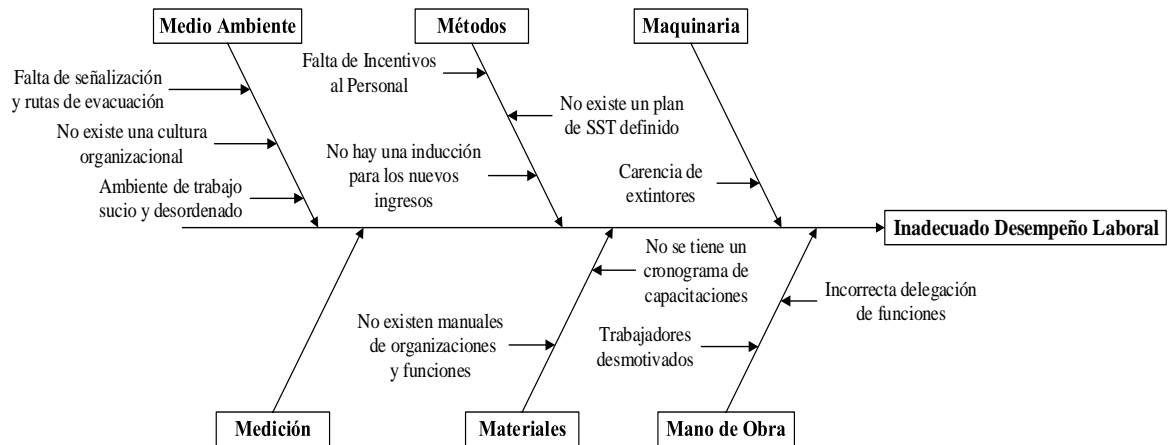 Medio Ambiente
Métodos
Maquinaria
Falta de señalización
y rutas de evacuación
No existe una cultura
organizacional
Ambiente de trabajo
sucio y desordenado
Falta de Incentivos
al Personal
No existe un plan
de SST definido
No hay una inducción
para los nuevos
ingresos
Carencia de
extintores
Inadecuado Desempeño Laboral
No se tiene un
cronograma de
capacitaciones
No existen manuales
de organizaciones
y funciones
Incorrecta delegación
de funciones
Trabajadores
desmotivados
Medición
Materiales
Mano de Obra